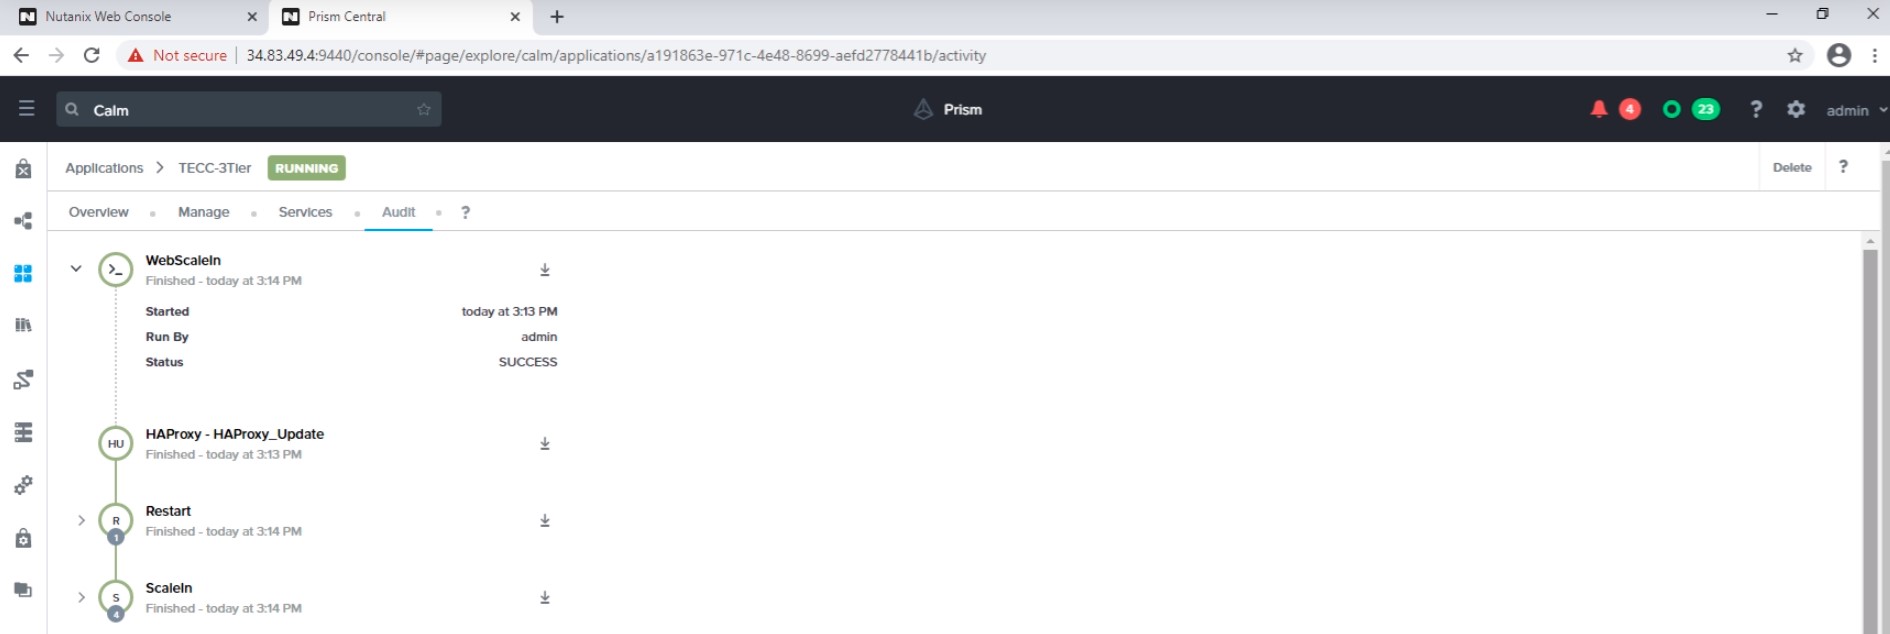 Nutanix Web Console
Prism Central
Not secure 34.83.49.4:9440/console/#page/explore/calm/applications/a191863e-971c-4e48-8699-aefd2778441b/activity
Calm
Prism
4
23
?
admin
Applications > TECC-3Tier RUNNING
Delete ?
Overview Manage Services Audit ?
WebScaleIn
Finished - today at 3:14 PM
Started today at 3:13 PM
Run By admin
Status SUCCESS
HU
HAProxy - HAProxy_Update
Finished - today at 3:13 PM
R
1
Restart
Finished - today at 3:14 PM
S
4
ScaleIn
Finished - today at 3:14 PM